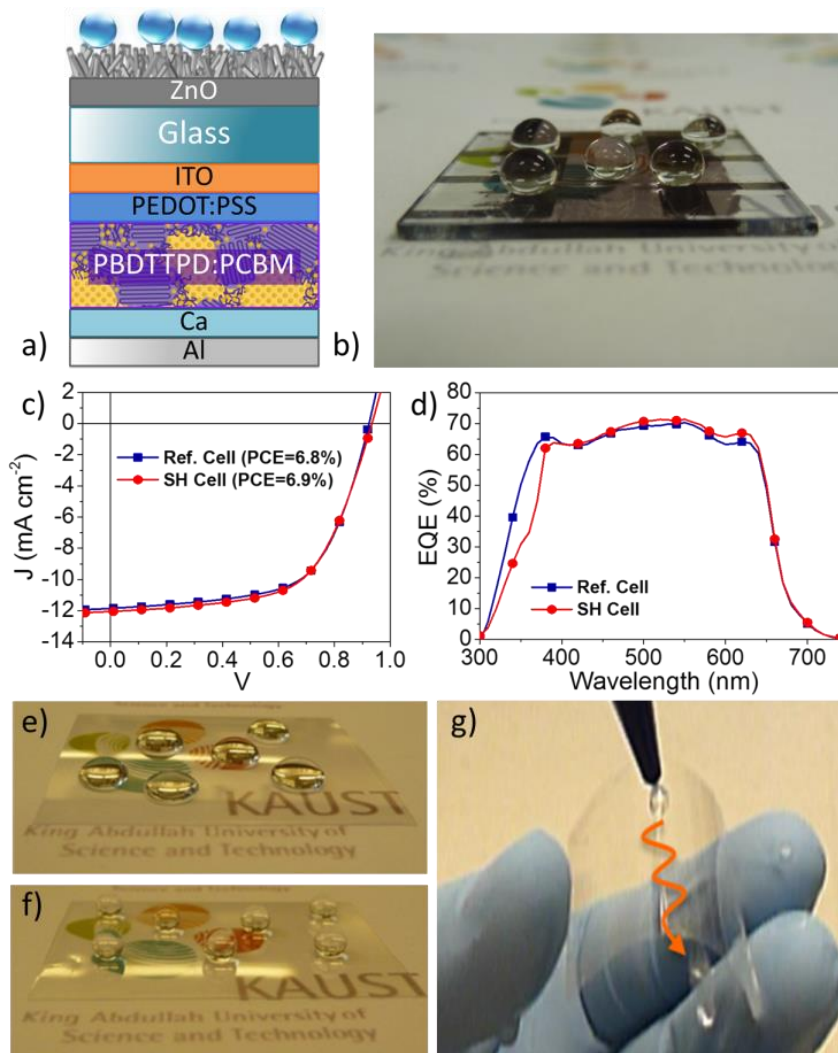 ZnO
Glass
ITO
PEDOT:PSS
PBDTTPD:PCBM
Ca
Al
a)
b)
KAUST
King Abdullah University of
Science and Technology
c)
2
0
-2
-4
-6
-8
-10
-12
-14
J (mA cm-2)
Ref. Cell (PCE=6.8%)
SH Cell (PCE=6.9%)
0.0 0.2 0.4 0.6 0.8 1.0
V
d)
80
70
60
50
40
30
20
10
0
EQE (%)
Ref. Cell
SH Cell
300 400 500 600 700
Wavelength (nm)
e)
KAUST
King Abdullah University of
Science and Technology
f)
Science and Technology
KAUST
King Abdullah University of
Science and Technology
g)